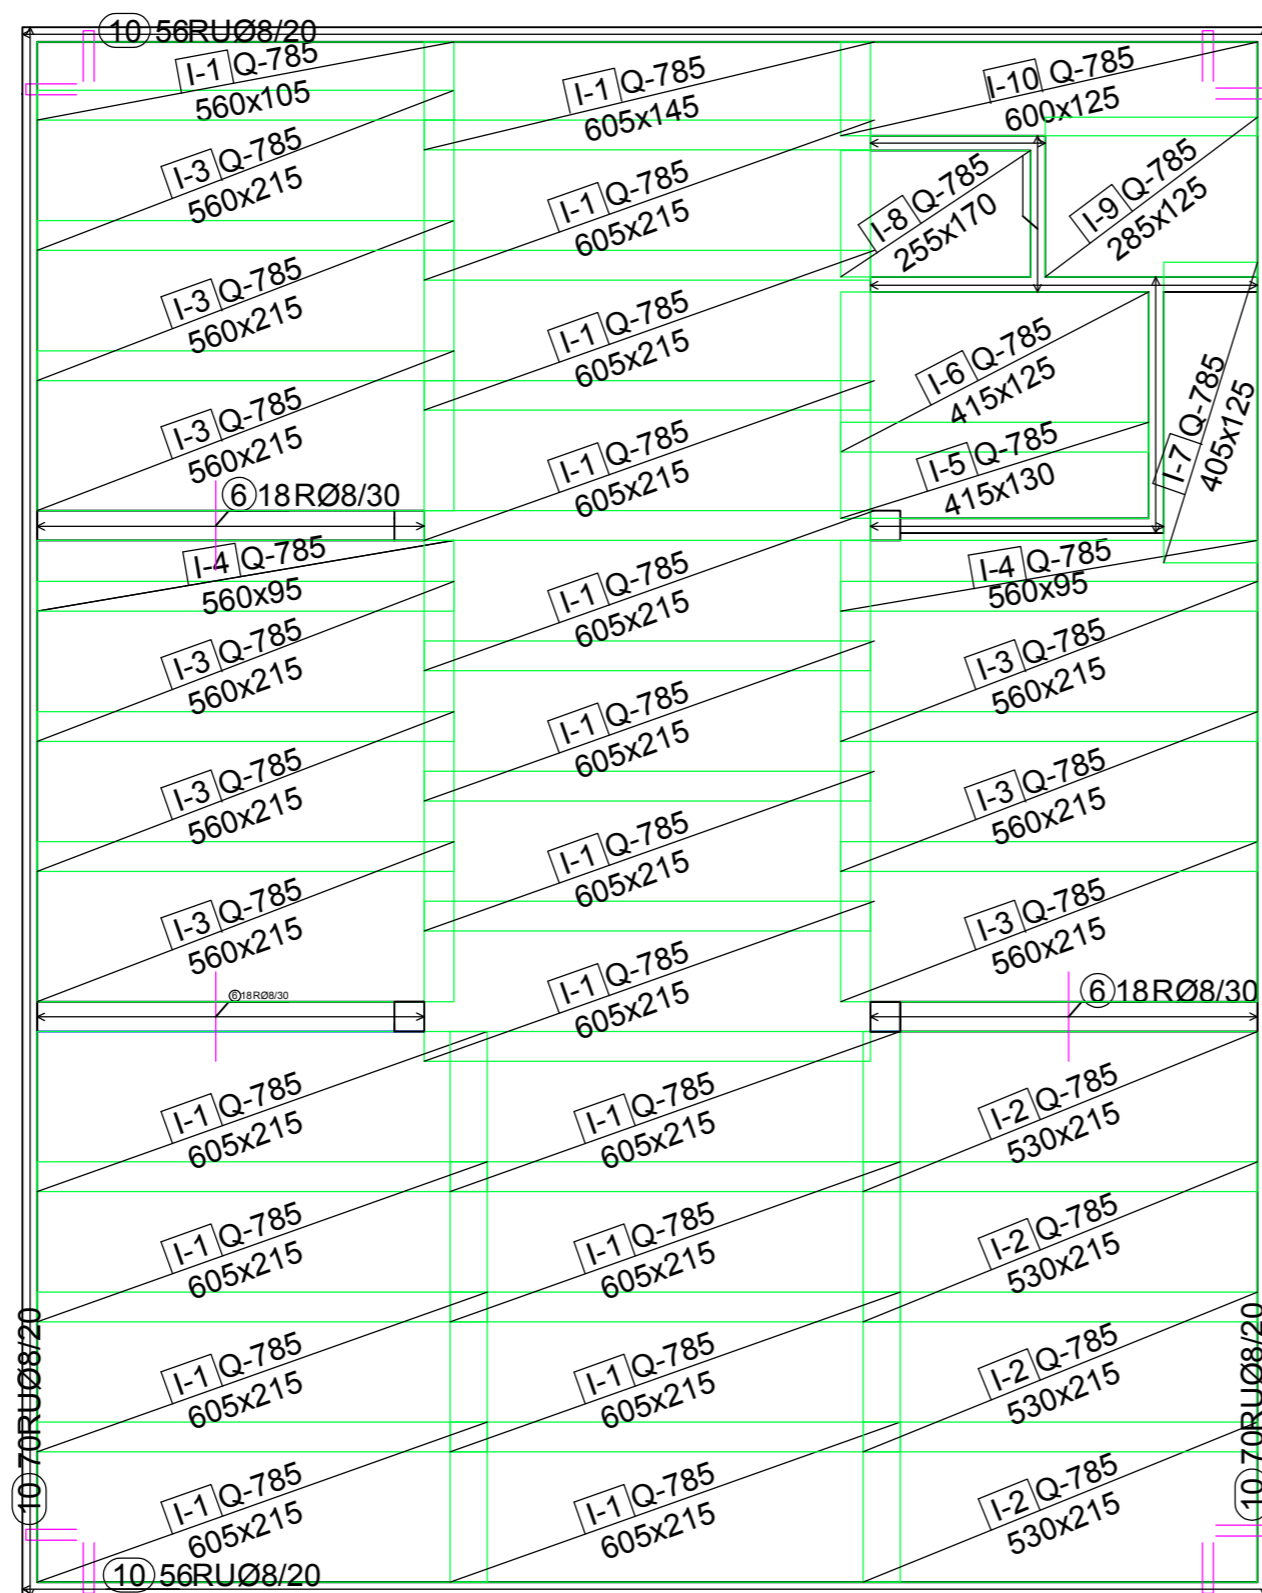 10 56RUØ8/20
I-1 Q-785
560x105
I-1 Q-785
605x145
I-10 Q-785
600x125
I-3 Q-785
560x215
I-1 Q-785
605x215
I-8 Q-785
255x170
I-9 Q-785
285x125
I-3 Q-785
560x215
I-1 Q-785
605x215
I-6 Q-785
415x125
I-7 Q-785
405x125
I-3 Q-785
560x215
I-1 Q-785
605x215
I-5 Q-785
415x130
6 18RØ8/30
I-4 Q-785
560x95
I-1 Q-785
605x215
I-4 Q-785
560x95
I-3 Q-785
560x215
I-1 Q-785
605x215
I-3 Q-785
560x215
I-3 Q-785
560x215
I-1 Q-785
605x215
I-3 Q-785
560x215
I-3 Q-785
560x215
I-1 Q-785
605x215
I-3 Q-785
560x215
6 18RØ8/30
6 18RØ8/30
I-1 Q-785
605x215
I-1 Q-785
605x215
I-2 Q-785
530x215
I-1 Q-785
605x215
I-1 Q-785
605x215
I-2 Q-785
530x215
I-1 Q-785
605x215
I-1 Q-785
605x215
I-2 Q-785
530x215
10 70RUØ8/20
10 70RUØ8/20
I-1 Q-785
605x215
I-1 Q-785
605x215
I-2 Q-785
530x215
10 56RUØ8/20